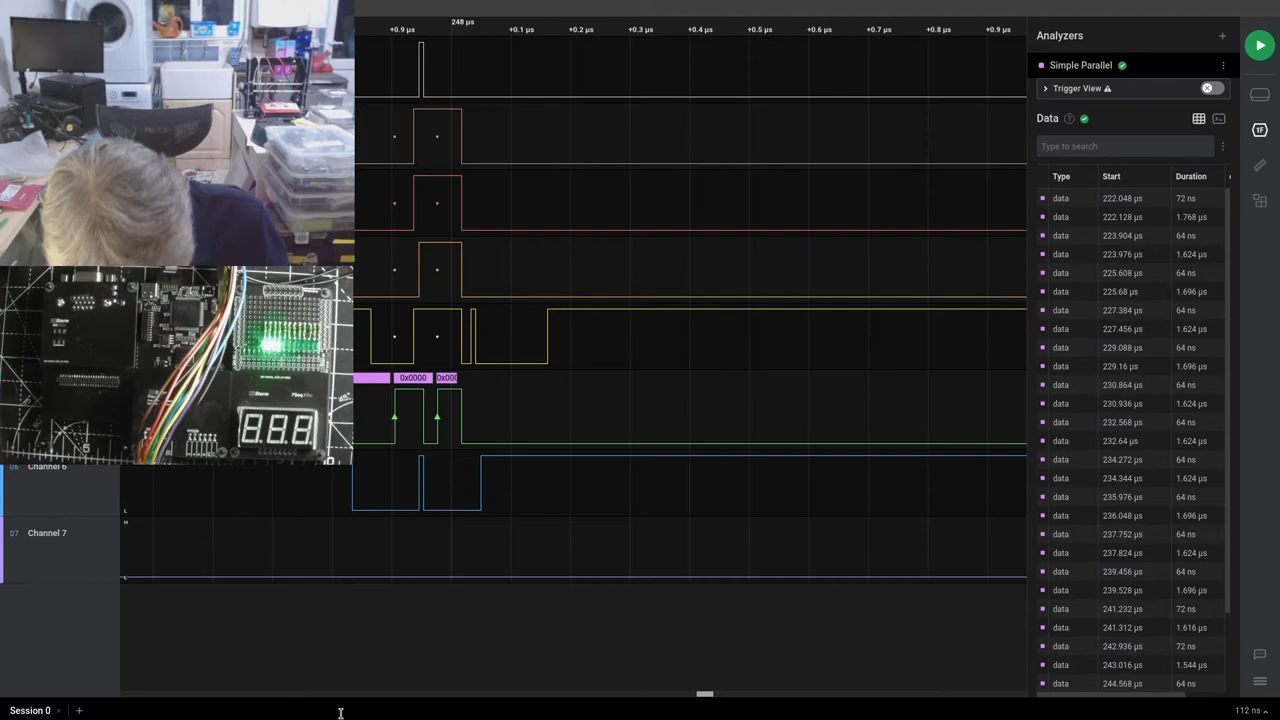 248 µs
+0.9 µs +0.1 µs +0.2 µs +0.3 µs +0.4 µs +0.5 µs +0.6 µs +0.7 µs +0.8 µs +0.9 µs
Analyzers
Simple Parallel
Trigger View
Data
Type to search
Type Start Duration
data 222.048 µs 72 ns
data 222.128 µs 1.768 µs
data 223.904 µs 64 ns
data 223.976 µs 1.624 µs
data 225.608 µs 64 ns
data 225.68 µs 1.696 µs
data 227.384 µs 64 ns
data 227.456 µs 1.624 µs
data 229.088 µs 64 ns
data 229.16 µs 1.696 µs
data 230.864 µs 64 ns
data 230.936 µs 1.624 µs
data 232.568 µs 64 ns
data 232.64 µs 1.624 µs
data 234.272 µs 64 ns
data 234.344 µs 1.624 µs
data 235.976 µs 64 ns
data 236.048 µs 1.696 µs
data 237.752 µs 64 ns
data 237.824 µs 1.624 µs
data 239.456 µs 64 ns
data 239.528 µs 1.696 µs
data 241.232 µs 72 ns
data 241.312 µs 1.616 µs
data 242.936 µs 72 ns
data 243.016 µs 1.544 µs
data 244.568 µs 64 ns
1F
0x0000 0x000
D6 Channel 6
L
H
D7 Channel 7
L
Session 0
112 ns